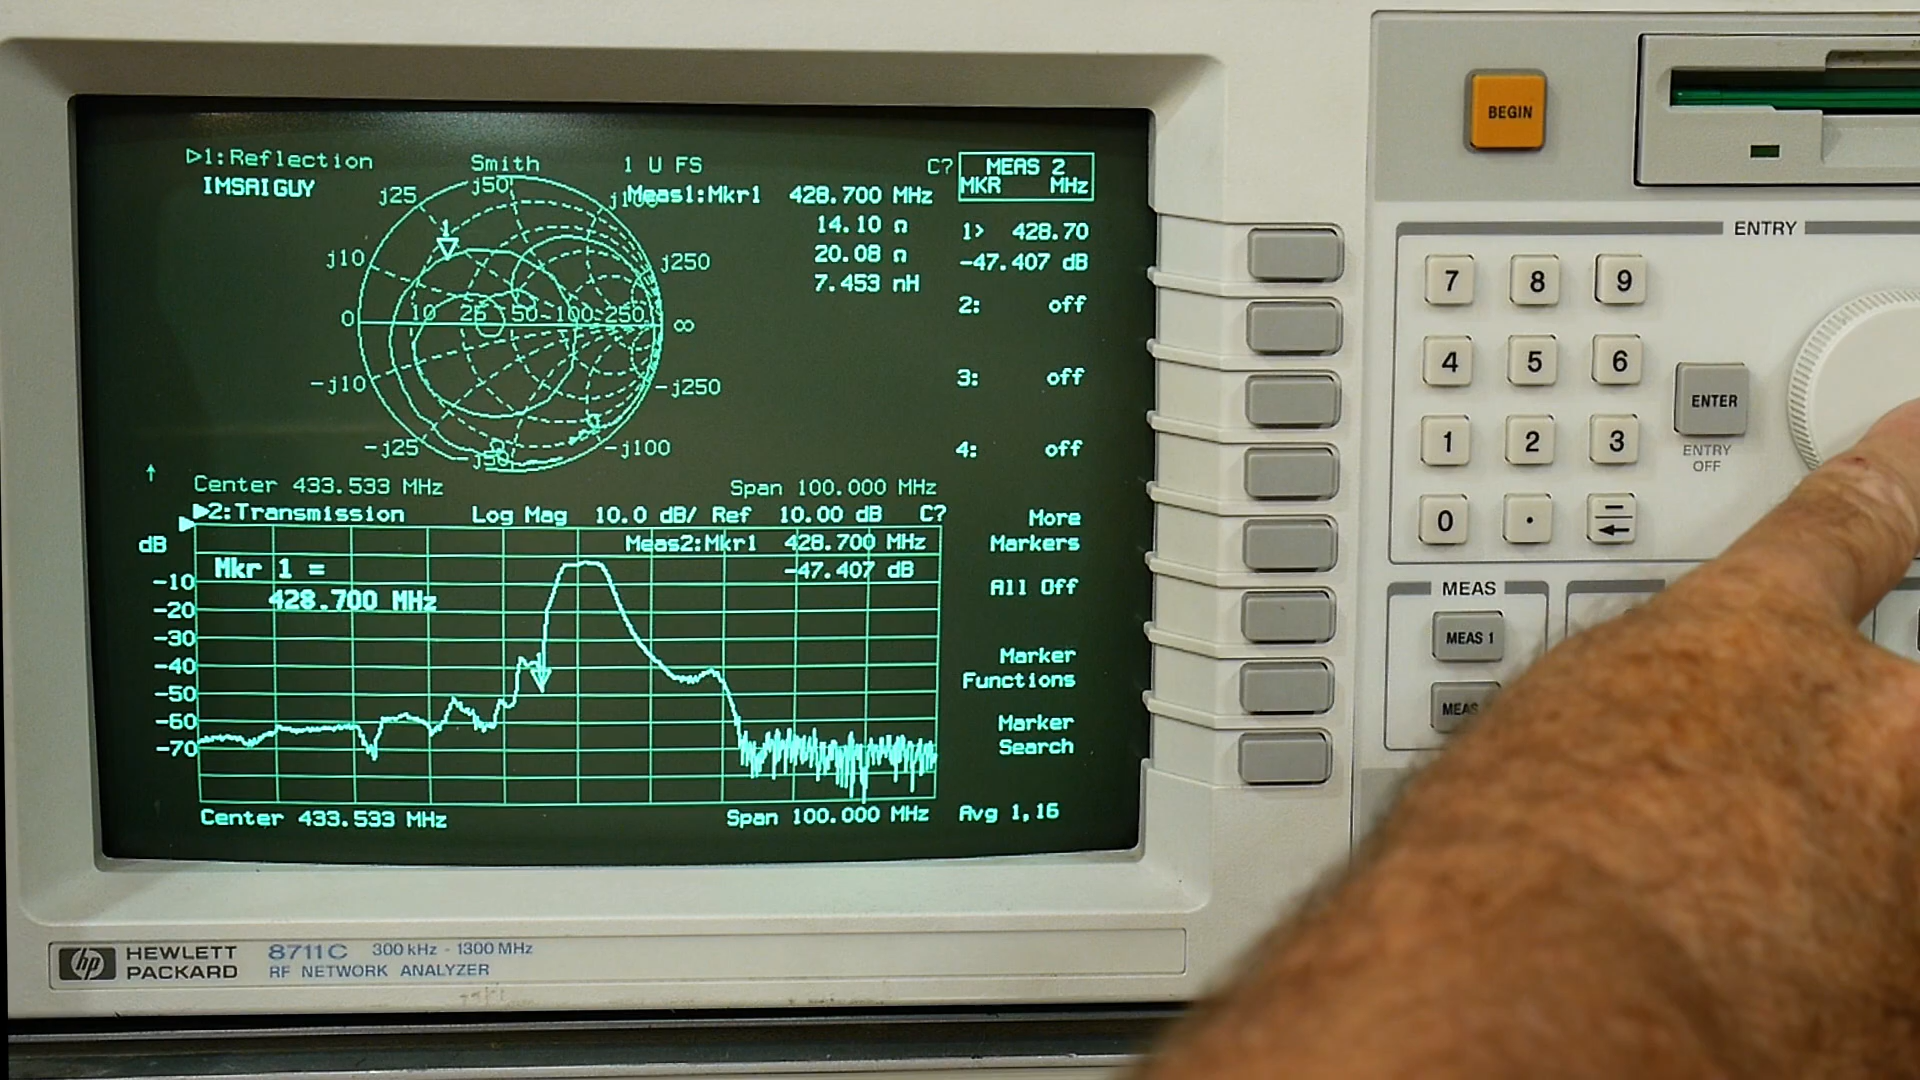 ▷1:Reflection Smith 1 U FS C?
IMSAIGUY
Meas1:Mkr1 428.700 MHz
14.10 Ω
20.08 Ω
7.453 nH
j10
j25
j50
j250
0 10 25 50 100 250 ∞
-j10
-j25
-j50
-j100
-j250
Center 433.533 MHz Span 100.000 MHz
▶2:Transmission Log Mag 10.0 dB/ Ref 10.00 dB C?
Meas2:Mkr1 428.700 MHz
-47.407 dB
Mkr 1 =
428.700 MHz
dB
-10
-20
-30
-40
-50
-60
-70
Center 433.533 MHz Span 100.000 MHz
MEAS 2
MKR MHz
1> 428.70
-47.407 dB
2: off
3: off
4: off
More
Markers
All Off
Marker
Functions
Marker
Search
Avg 1,16
hp HEWLETT
PACKARD
8711C 300 kHz - 1300 MHz
RF NETWORK ANALYZER
BEGIN
ENTRY
7 8 9
4 5 6
1 2 3
0 · −
←
ENTER
ENTRY
OFF
MEAS
MEAS 1
MEAS